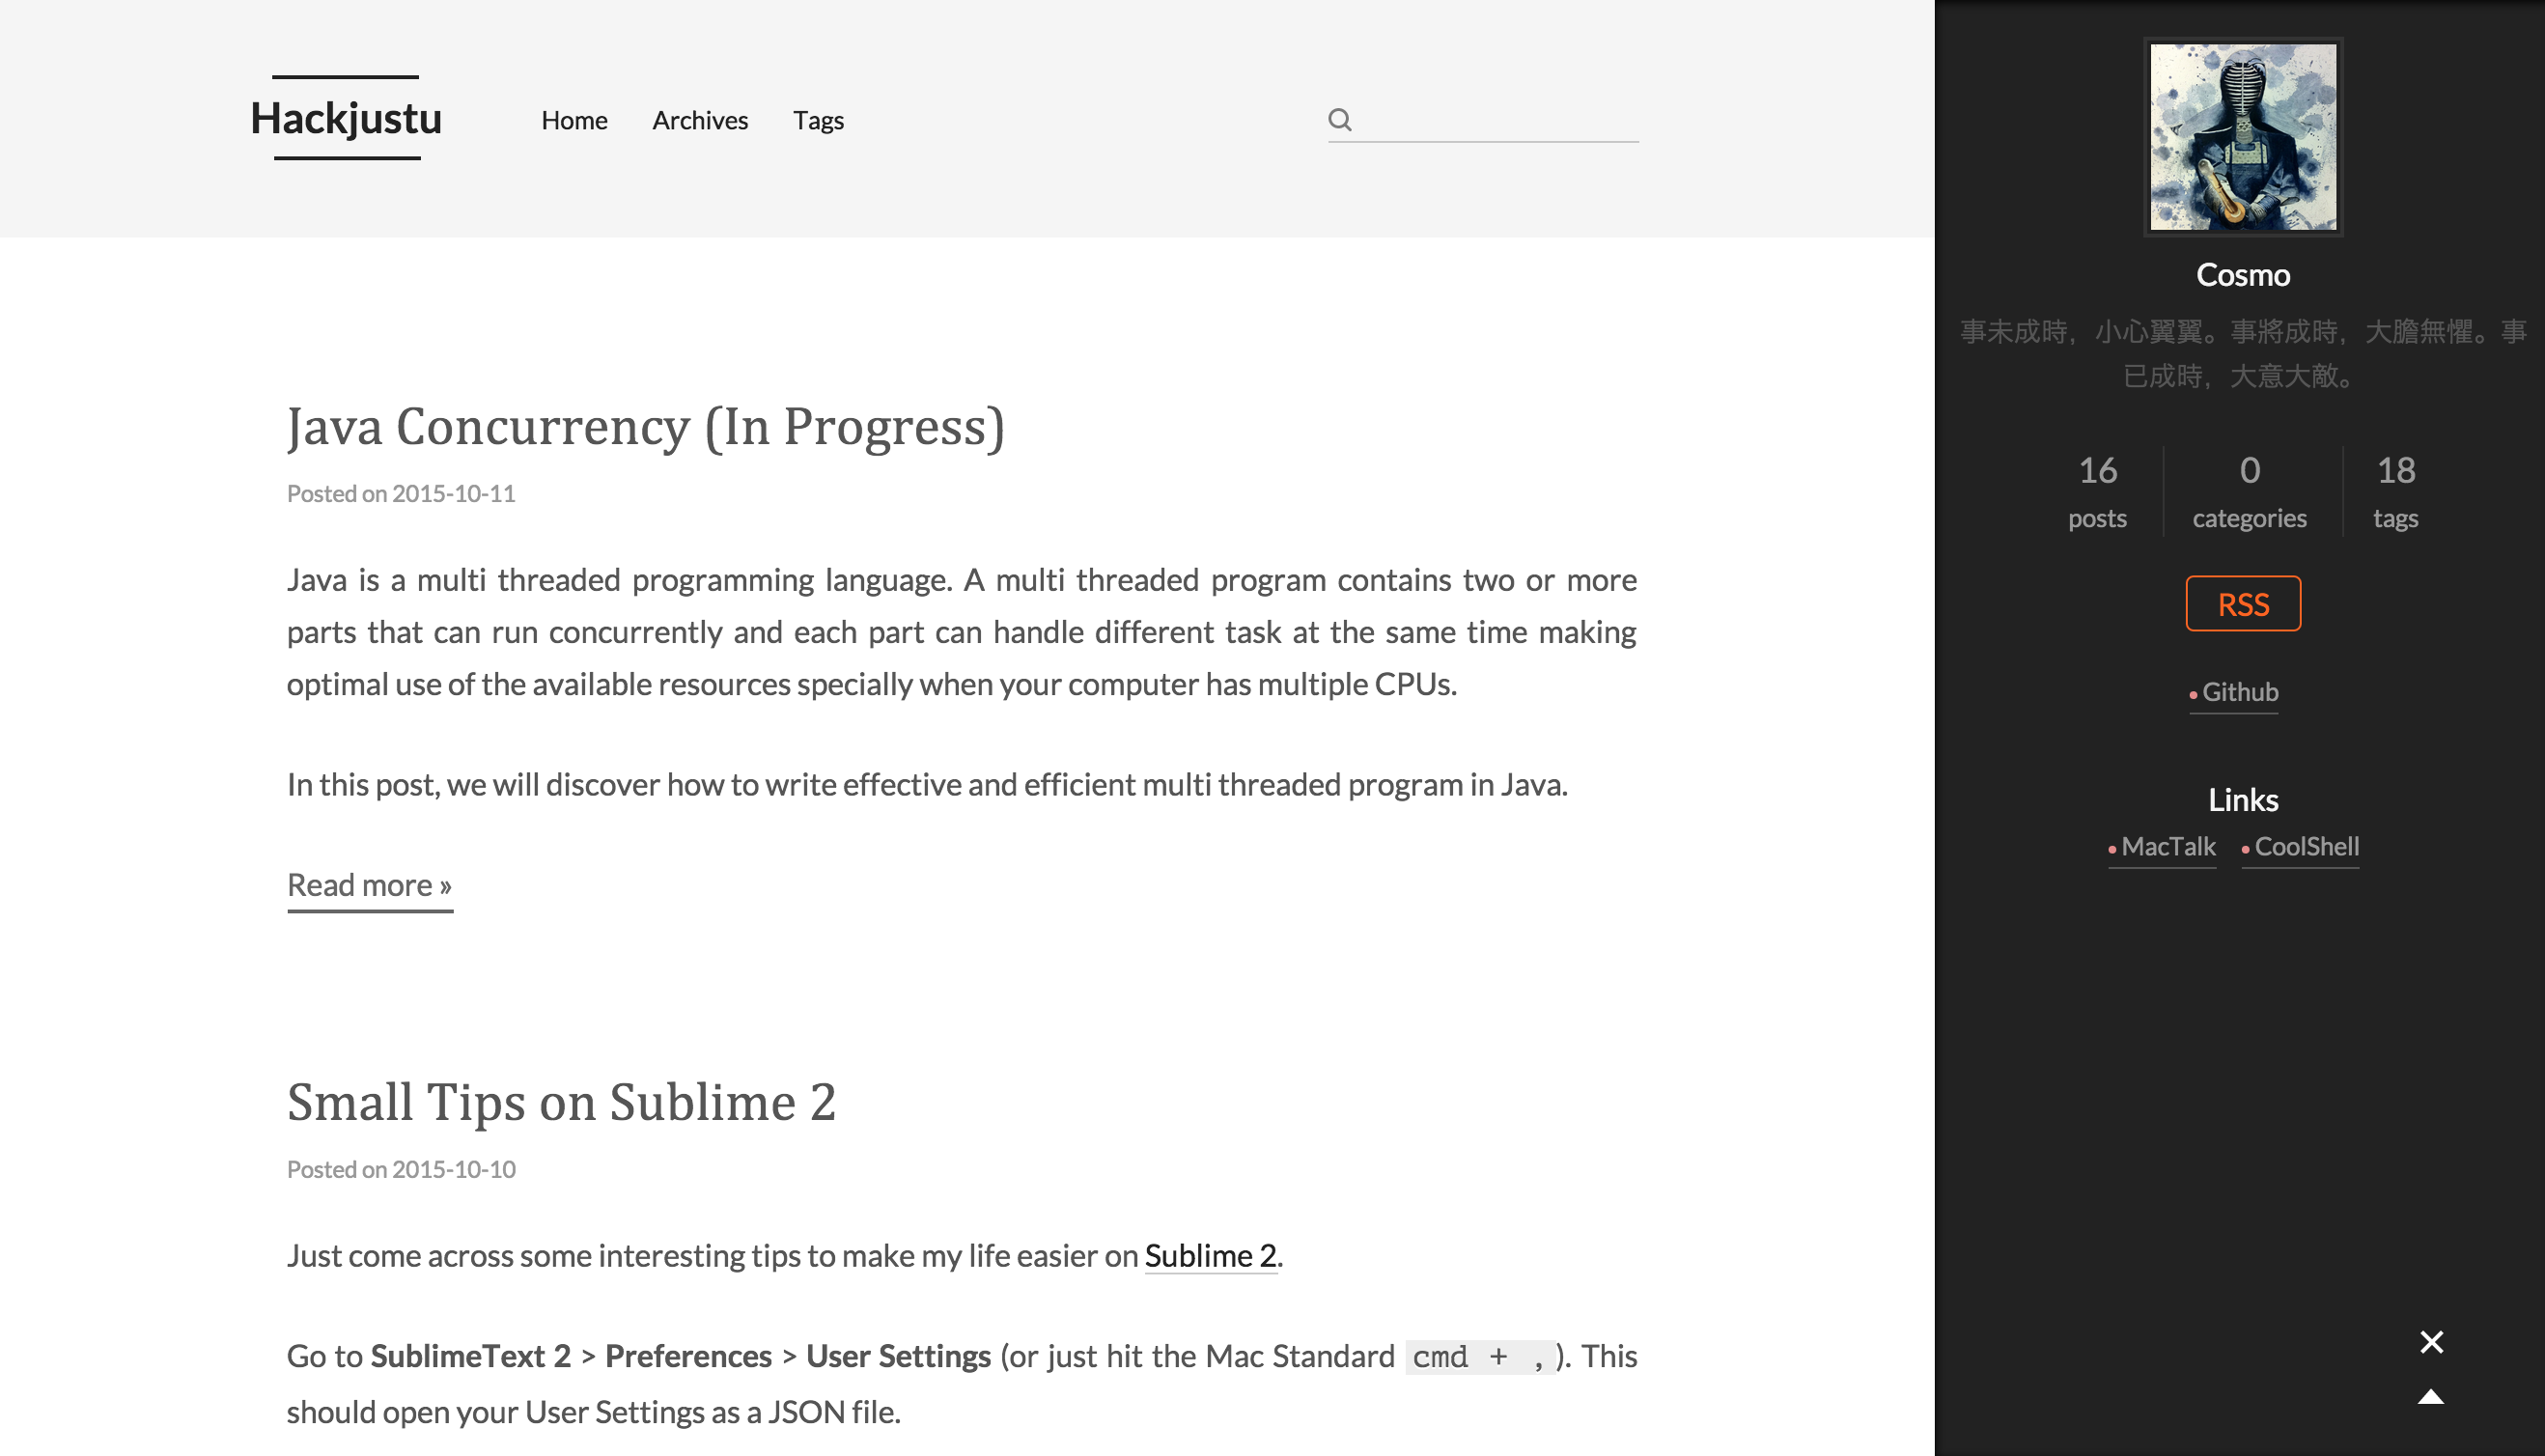 Hackjustu
Home Archives Tags
Java Concurrency (In Progress)
Posted on 2015-10-11
Java is a multi threaded programming language. A multi threaded program contains two or more
parts that can run concurrently and each part can handle different task at the same time making
optimal use of the available resources specially when your computer has multiple CPUs.
In this post, we will discover how to write effective and efficient multi threaded program in Java.
Read more »
Small Tips on Sublime 2
Posted on 2015-10-10
Just come across some interesting tips to make my life easier on Sublime 2.
Go to SublimeText 2 > Preferences > User Settings (or just hit the Mac Standard cmd + ,). This
should open your User Settings as a JSON file.
Cosmo
事未成時，小心翼翼。事將成時，大膽無懼。事
已成時，大意大敵。
16 0 18
posts categories tags
RSS
Github
Links
MacTalk CoolShell